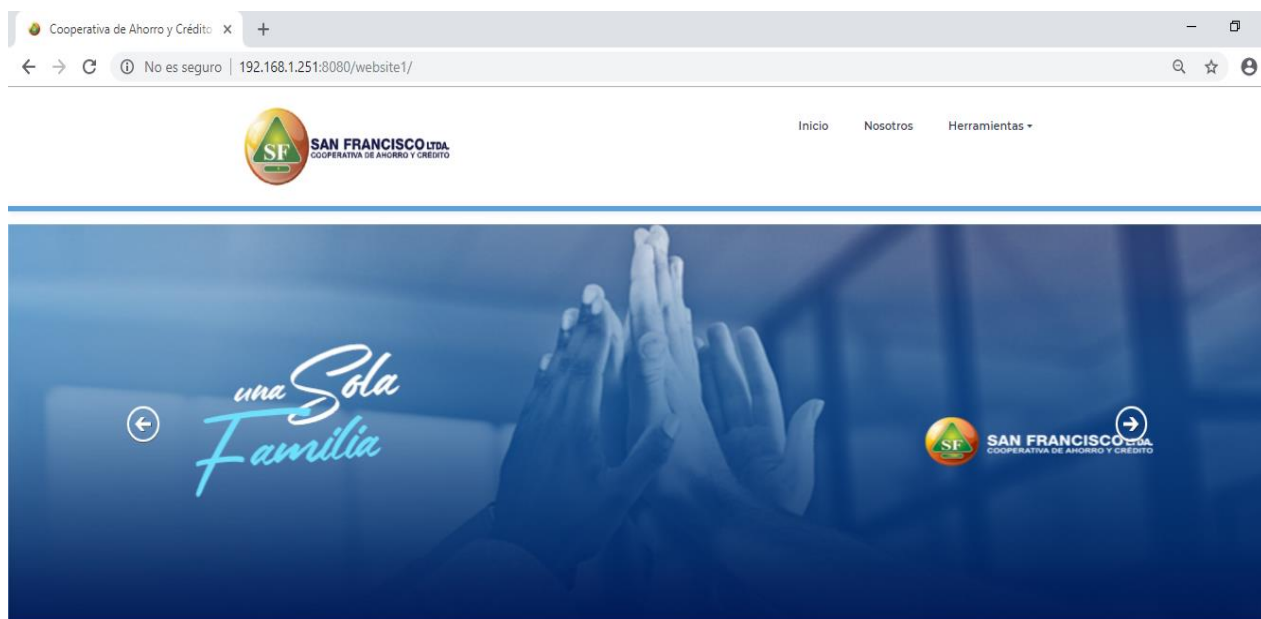 Cooperativa de Ahorro y Crédito
No es seguro | 192.168.1.251:8080/website1/
SF
SAN FRANCISCO LTDA.
COOPERATIVA DE AHORRO Y CRÉDITO
Inicio Nosotros Herramientas
una Sola
Familia
SF
SAN FRANCISCO LTDA.
COOPERATIVA DE AHORRO Y CRÉDITO